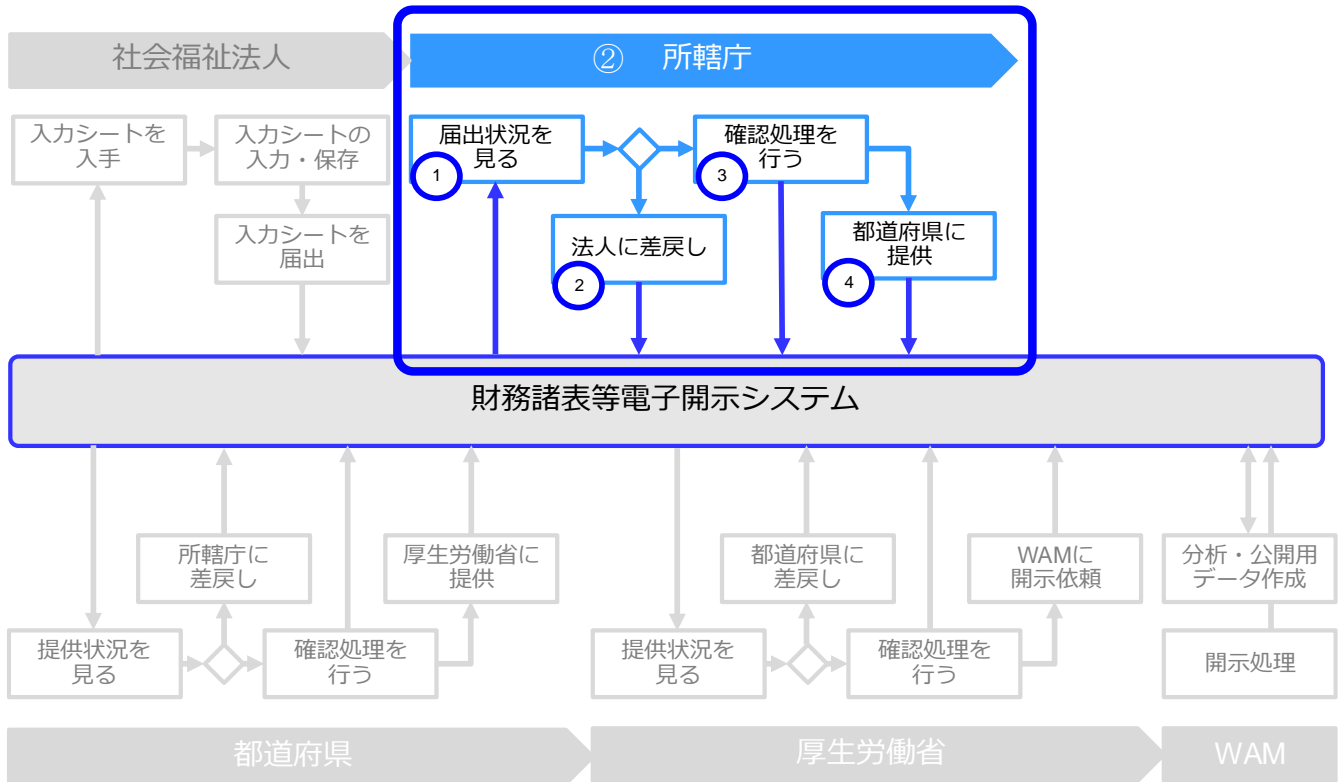 社会福祉法人
② 所轄庁
入力シートを
入手
入力シートの
入力・保存
入力シートを
届出
届出状況を
見る
1
法人に差戻し
2
確認処理を
行う
3
都道府県に
提供
4
財務諸表等電子開示システム
所轄庁に
差戻し
厚生労働省に
提供
提供状況を
見る
確認処理を
行う
都道府県に
差戻し
WAMに
開示依頼
提供状況を
見る
確認処理を
行う
分析・公開用
データ作成
開示処理
都道府県
厚生労働省
WAM